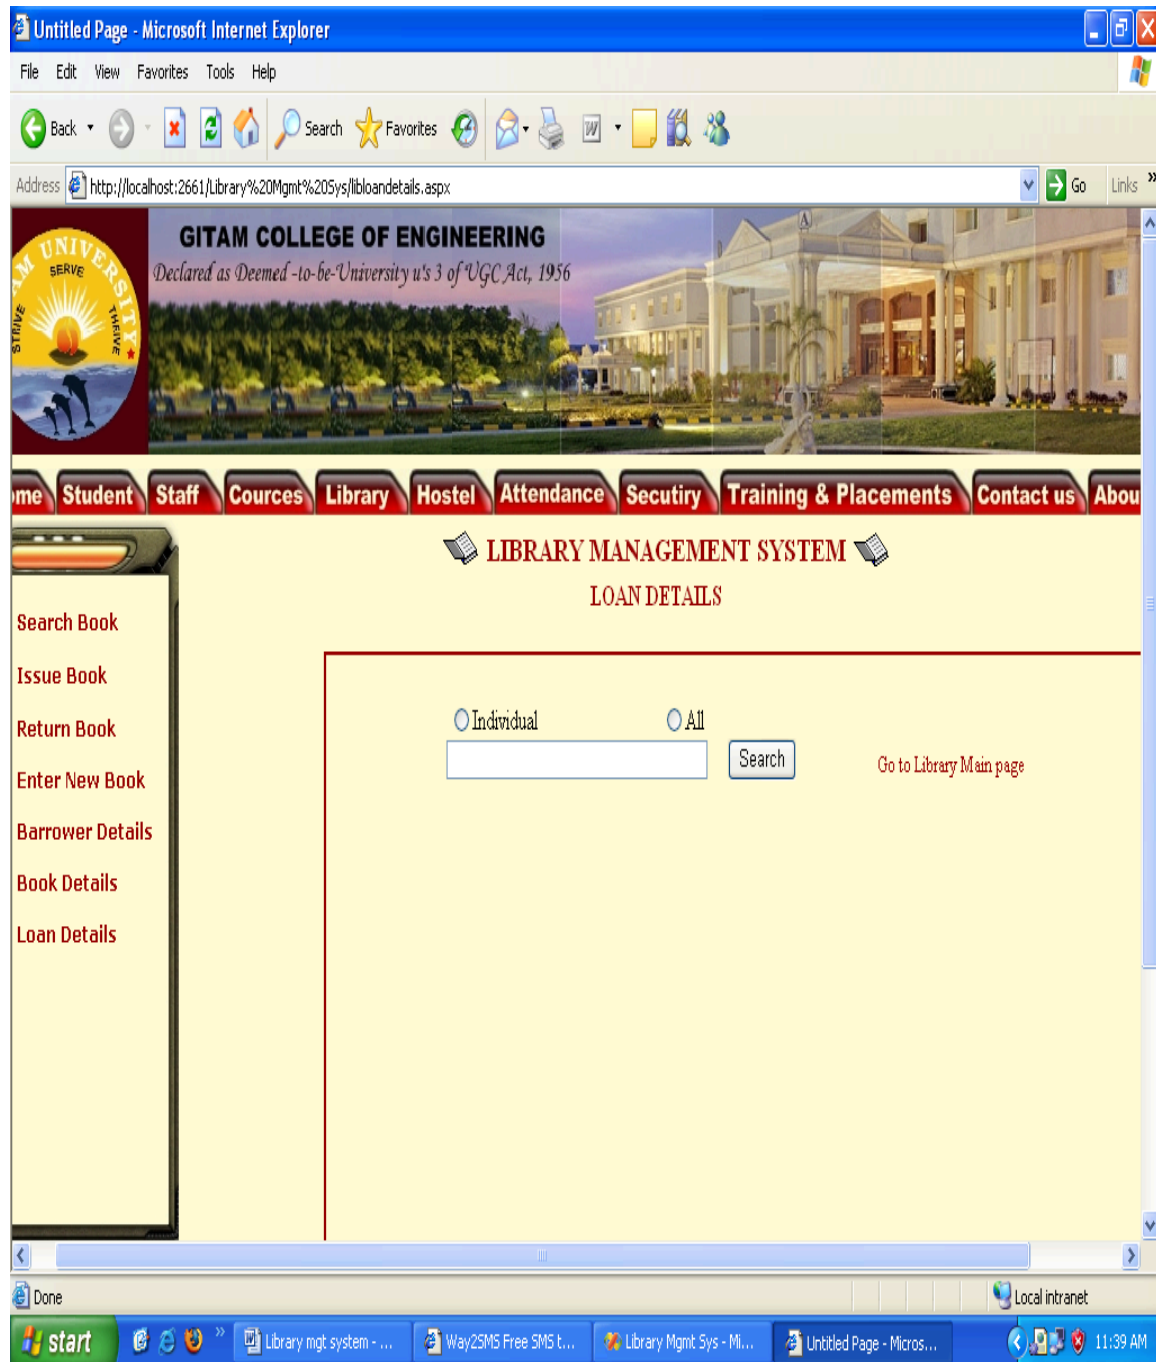 Untitled Page - Microsoft Internet Explorer
File Edit View Favorites Tools Help
Back Search Favorites
Address http://localhost:2661/Library%20Mgmt%20Sys/libloandetails.aspx Go Links »
GITAM COLLEGE OF ENGINEERING
Declared as Deemed -to-be-University u's 3 of UGC Act, 1956
AM UNIVERSITY
SERVE
STRIVE
THRIVE
ome Student Staff Cources Library Hostel Attendance Secutiry Training & Placements Contact us Abou
LIBRARY MANAGEMENT SYSTEM
LOAN DETAILS
Search Book
Issue Book
Return Book
Enter New Book
Barrower Details
Book Details
Loan Details
Individual All
Search Go to Library Main page
Done Local intranet
start » Library mgt system - ... Way2SMS Free SMS t... Library Mgmt Sys - Mi... Untitled Page - Micros... 11:39 AM